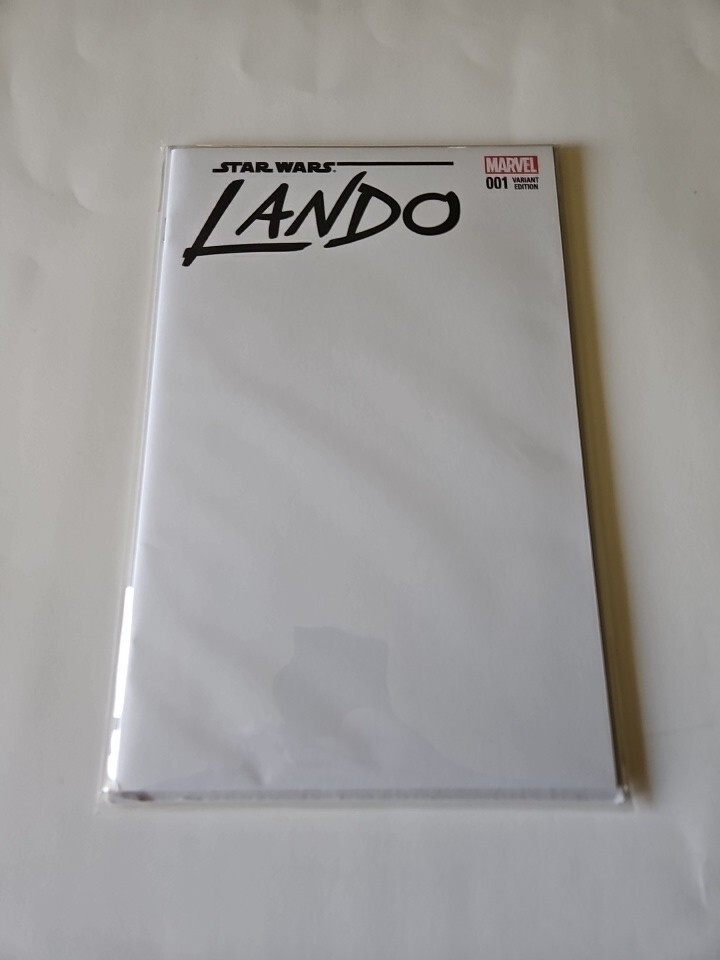 STAR WARS
LANDO
MARVEL
001 VARIANT
EDITION